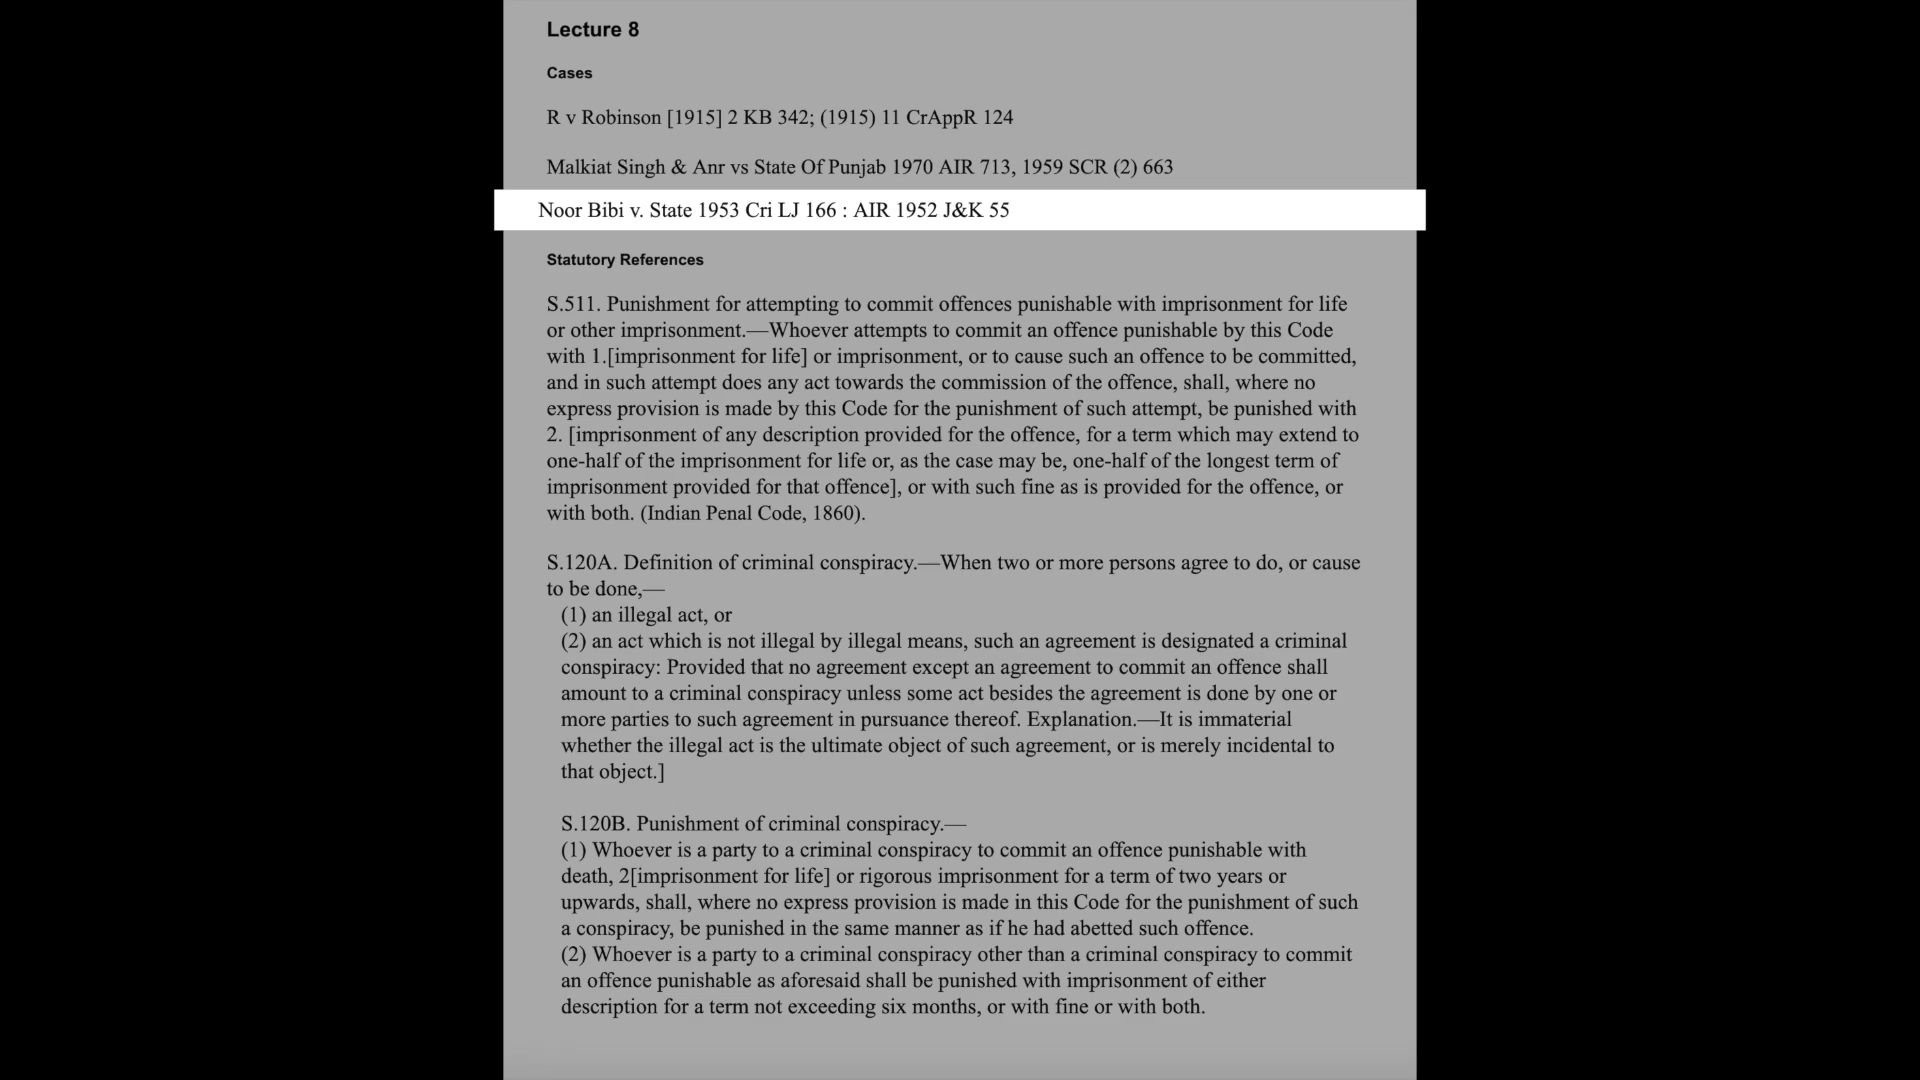 Lecture 8
Cases
R v Robinson [1915] 2 KB 342; (1915) 11 CrAppR 124
Malkiat Singh & Anr vs State Of Punjab 1970 AIR 713, 1959 SCR (2) 663
Noor Bibi v. State 1953 Cri LJ 166 : AIR 1952 J&K 55
Statutory References
S.511. Punishment for attempting to commit offences punishable with imprisonment for life
or other imprisonment.—Whoever attempts to commit an offence punishable by this Code
with 1.[imprisonment for life] or imprisonment, or to cause such an offence to be committed,
and in such attempt does any act towards the commission of the offence, shall, where no
express provision is made by this Code for the punishment of such attempt, be punished with
2. [imprisonment of any description provided for the offence, for a term which may extend to
one-half of the imprisonment for life or, as the case may be, one-half of the longest term of
imprisonment provided for that offence], or with such fine as is provided for the offence, or
with both. (Indian Penal Code, 1860).
S.120A. Definition of criminal conspiracy.—When two or more persons agree to do, or cause
to be done,—
(1) an illegal act, or
(2) an act which is not illegal by illegal means, such an agreement is designated a criminal
conspiracy: Provided that no agreement except an agreement to commit an offence shall
amount to a criminal conspiracy unless some act besides the agreement is done by one or
more parties to such agreement in pursuance thereof. Explanation.—It is immaterial
whether the illegal act is the ultimate object of such agreement, or is merely incidental to
that object.]
S.120B. Punishment of criminal conspiracy.—
(1) Whoever is a party to a criminal conspiracy to commit an offence punishable with
death, 2[imprisonment for life] or rigorous imprisonment for a term of two years or
upwards, shall, where no express provision is made in this Code for the punishment of such
a conspiracy, be punished in the same manner as if he had abetted such offence.
(2) Whoever is a party to a criminal conspiracy other than a criminal conspiracy to commit
an offence punishable as aforesaid shall be punished with imprisonment of either
description for a term not exceeding six months, or with fine or with both.